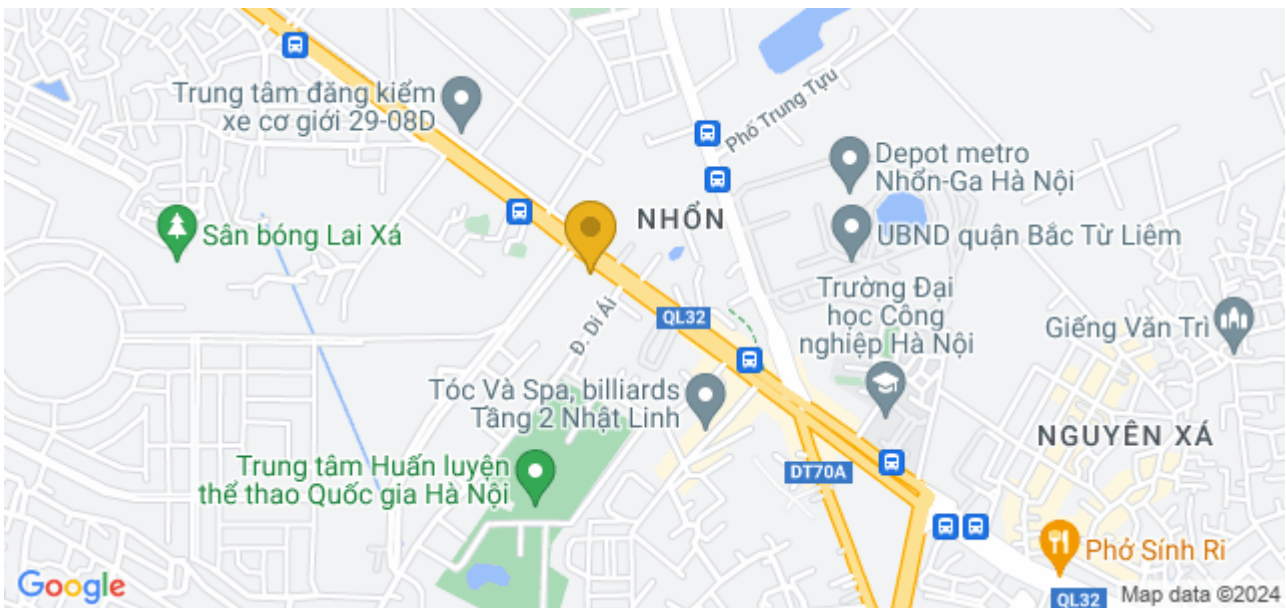 Trung tâm đăng kiểm
xe cơ giới 29-08D
Phố Trung Tựu
Depot metro
Nhổn-Ga Hà Nội
NHỔN
Sân bóng Lai Xá
UBND quận Bắc Từ Liêm
Đ. Di Ái
QL32
Trường Đại
học Công
nghiệp Hà Nội
Giếng Văn Trì
Tóc Và Spa, billiards
Tầng 2 Nhật Linh
NGUYÊN XÁ
Trung tâm Huấn luyện
thể thao Quốc gia Hà Nội
DT70A
Phở Sính Ri
Google
QL32
Map data ©2024